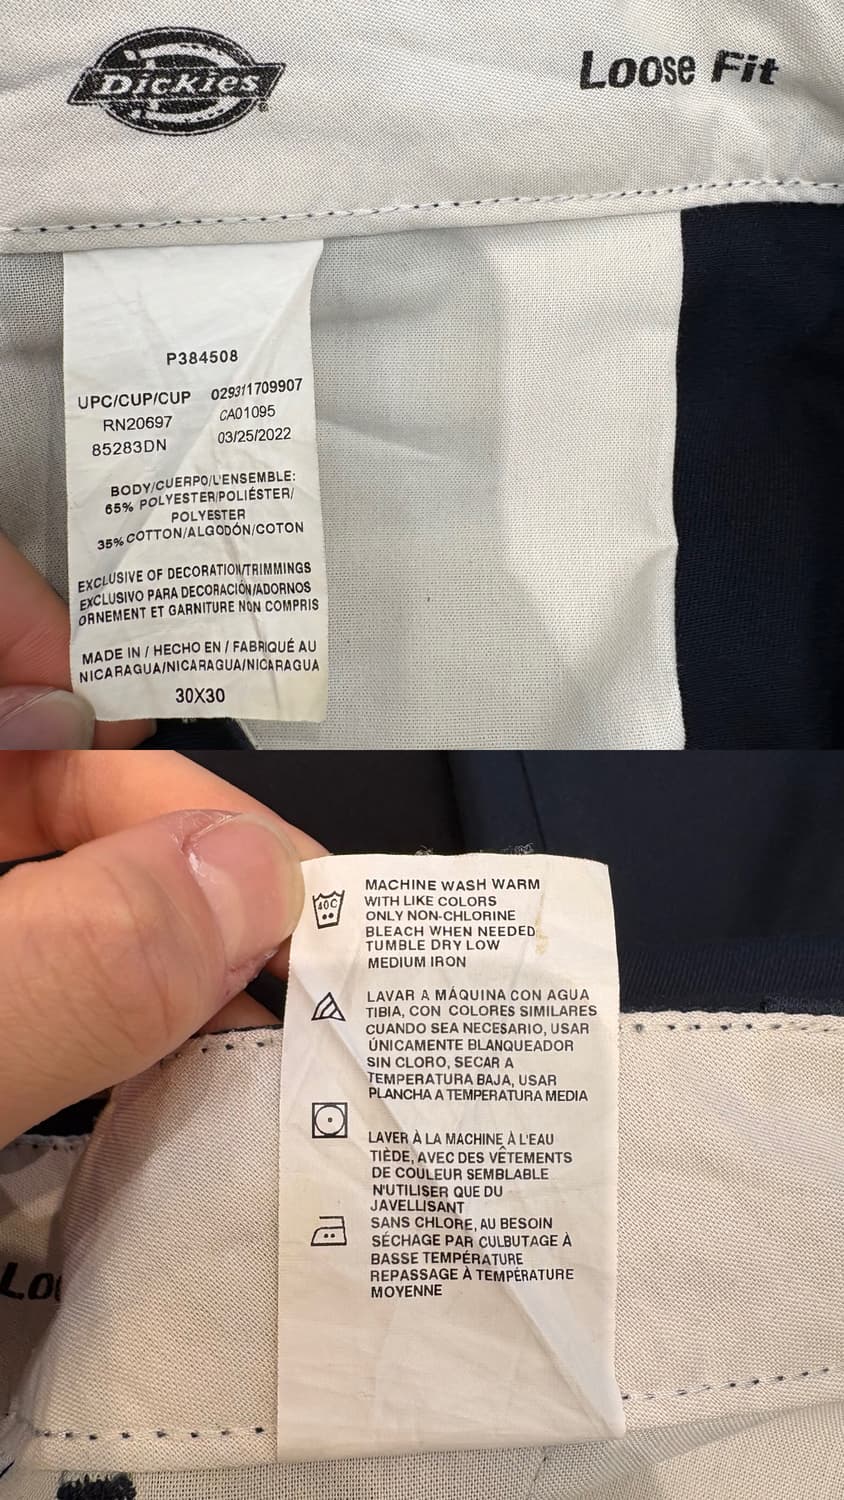 Dickies
Loose Fit
P384508
UPC/CUP/CUP 029311709907
RN20697 CA01095
85283DN 03/25/2022
BODY/CUERPO/L'ENSEMBLE:
65% POLYESTER/POLIÉSTER/
POLYESTER
35% COTTON/ALGODÓN/COTON
EXCLUSIVE OF DECORATION/TRIMMINGS
EXCLUSIVO PARA DECORACIÓN/ADORNOS
ORNEMENT ET GARNITURE NON COMPRIS
MADE IN / HECHO EN / FABRIQUÉ AU
NICARAGUA/NICARAGUA/NICARAGUA
30X30
40C
MACHINE WASH WARM
WITH LIKE COLORS
ONLY NON-CHLORINE
BLEACH WHEN NEEDED
TUMBLE DRY LOW
MEDIUM IRON
LAVAR A MÁQUINA CON AGUA
TIBIA, CON COLORES SIMILARES
CUANDO SEA NECESARIO, USAR
ÚNICAMENTE BLANQUEADOR
SIN CLORO, SECAR A
TEMPERATURA BAJA, USAR
PLANCHA A TEMPERATURA MEDIA
LAVER À LA MACHINE À L'EAU
TIÈDE, AVEC DES VÊTEMENTS
DE COULEUR SEMBLABLE
N'UTILISER QUE DU
JAVELLISANT
SANS CHLORE, AU BESOIN
SÉCHAGE PAR CULBUTAGE À
BASSE TEMPÉRATURE
REPASSAGE À TEMPÉRATURE
MOYENNE
Loo